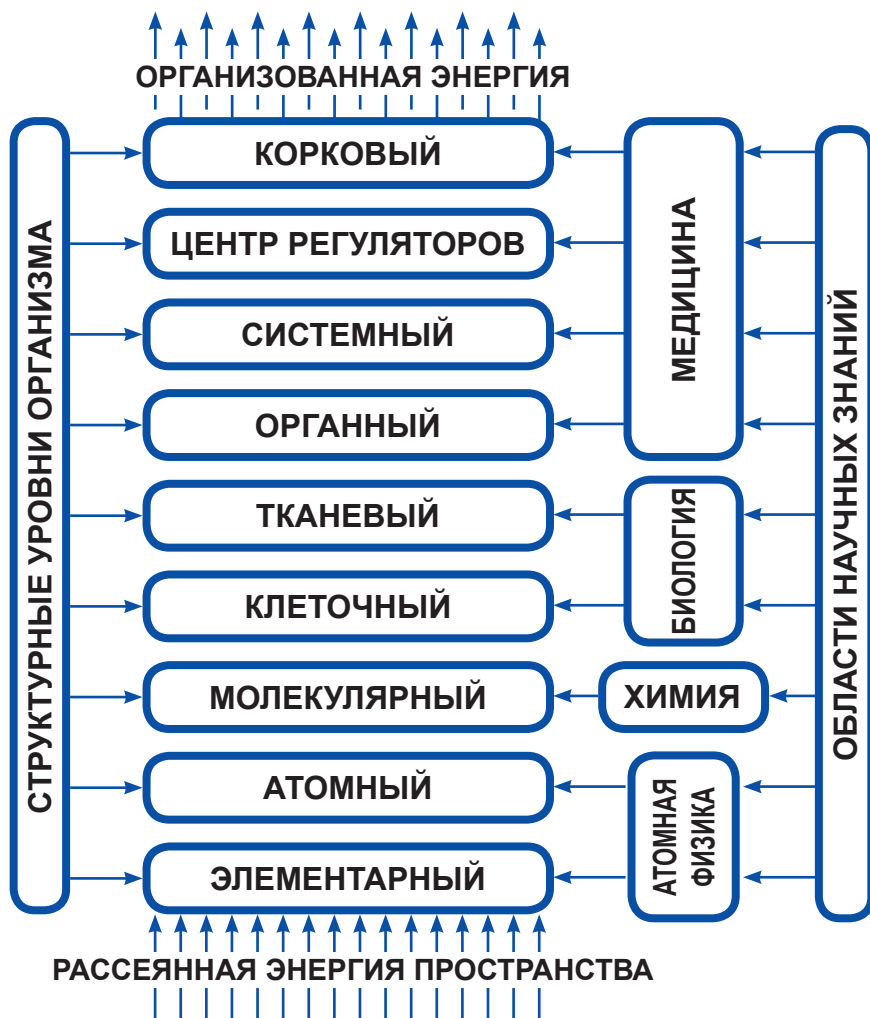 ОРГАНИЗОВАННАЯ ЭНЕРГИЯ
СТРУКТУРНЫЕ УРОВНИ ОРГАНИЗМА
КОРКОВЫЙ
ЦЕНТР РЕГУЛЯТОРОВ
СИСТЕМНЫЙ
ОРГАННЫЙ
ТКАНЕВЫЙ
КЛЕТОЧНЫЙ
МОЛЕКУЛЯРНЫЙ
АТОМНЫЙ
ЭЛЕМЕНТАРНЫЙ
МЕДИЦИНА
БИОЛОГИЯ
ХИМИЯ
АТОМНАЯ
ФИЗИКА
ОБЛАСТИ НАУЧНЫХ ЗНАНИЙ
РАССЕЯННАЯ ЭНЕРГИЯ ПРОСТРАНСТВА